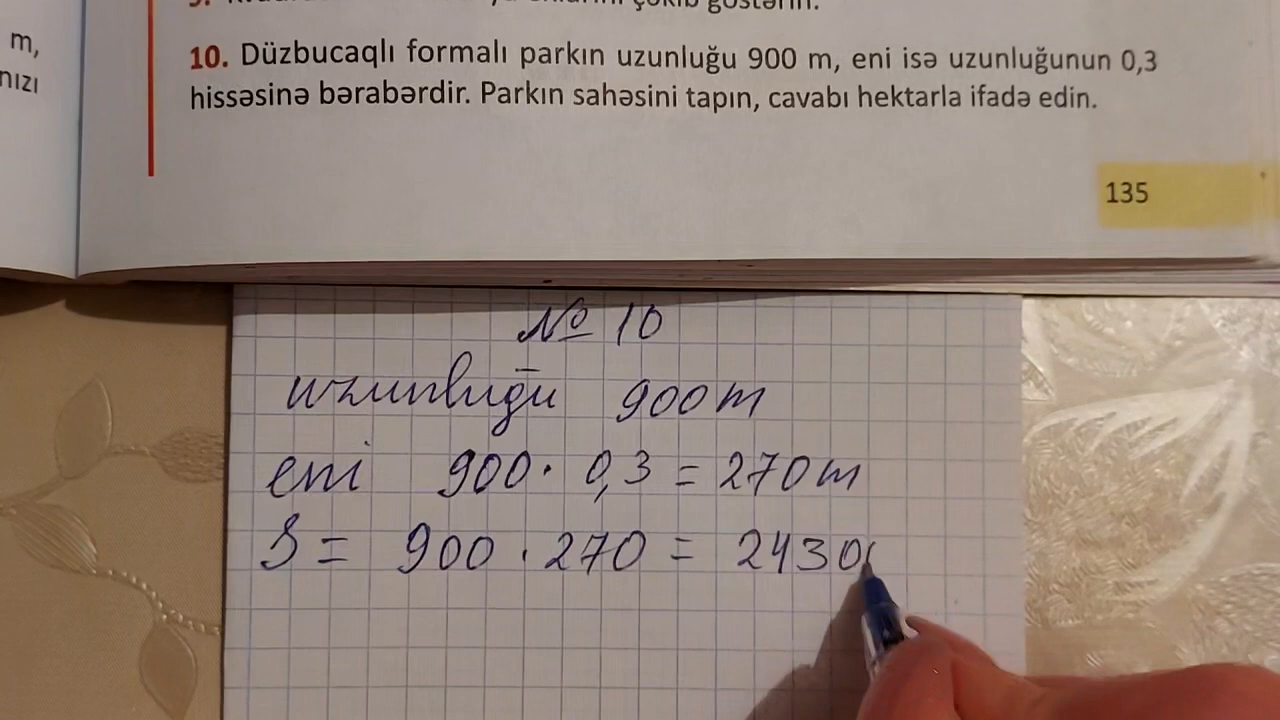 m,
nızı
10. Düzbucaqlı formalı parkın uzunluğu 900 m, eni isə uzunluğunun 0,3
hissəsinə bərabərdir. Parkın sahəsini tapın, cavabı hektarla ifadə edin.
135
№ 10
uzunluğu 900 m
eni 900 · 0,3 = 270 m
S = 900 · 270 = 2430